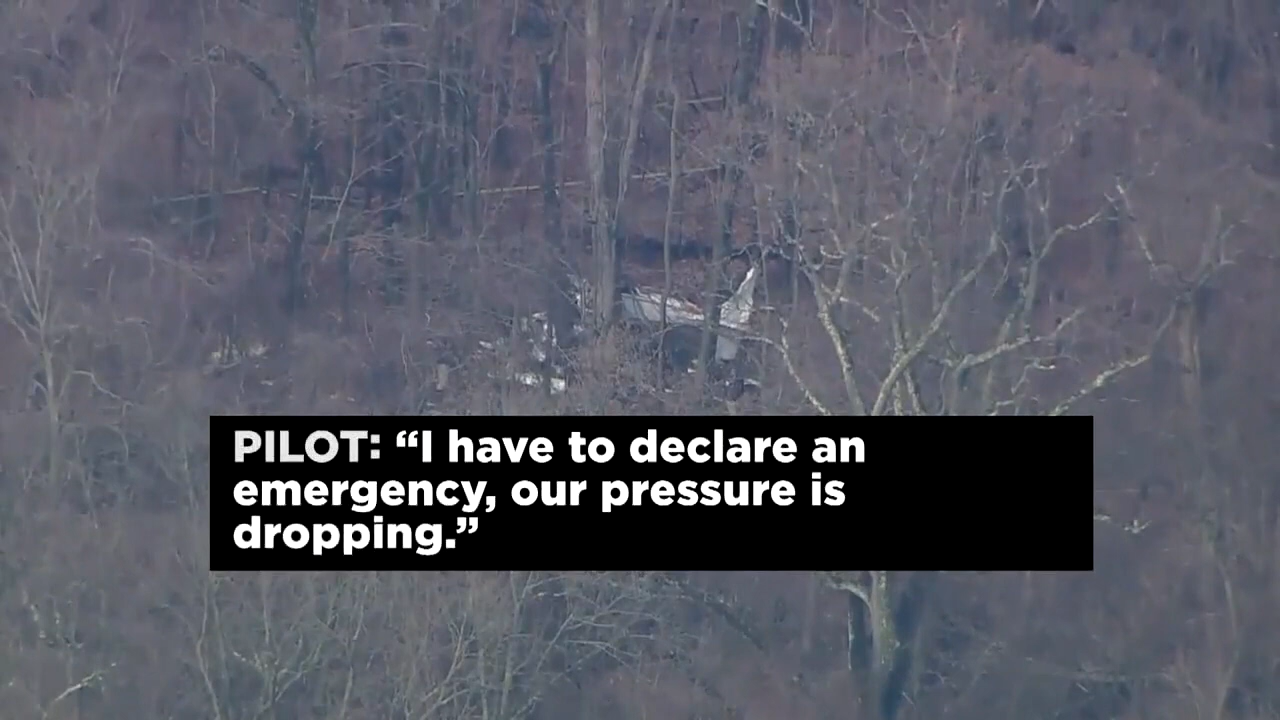 PILOT: “I have to declare an
emergency, our pressure is
dropping.”